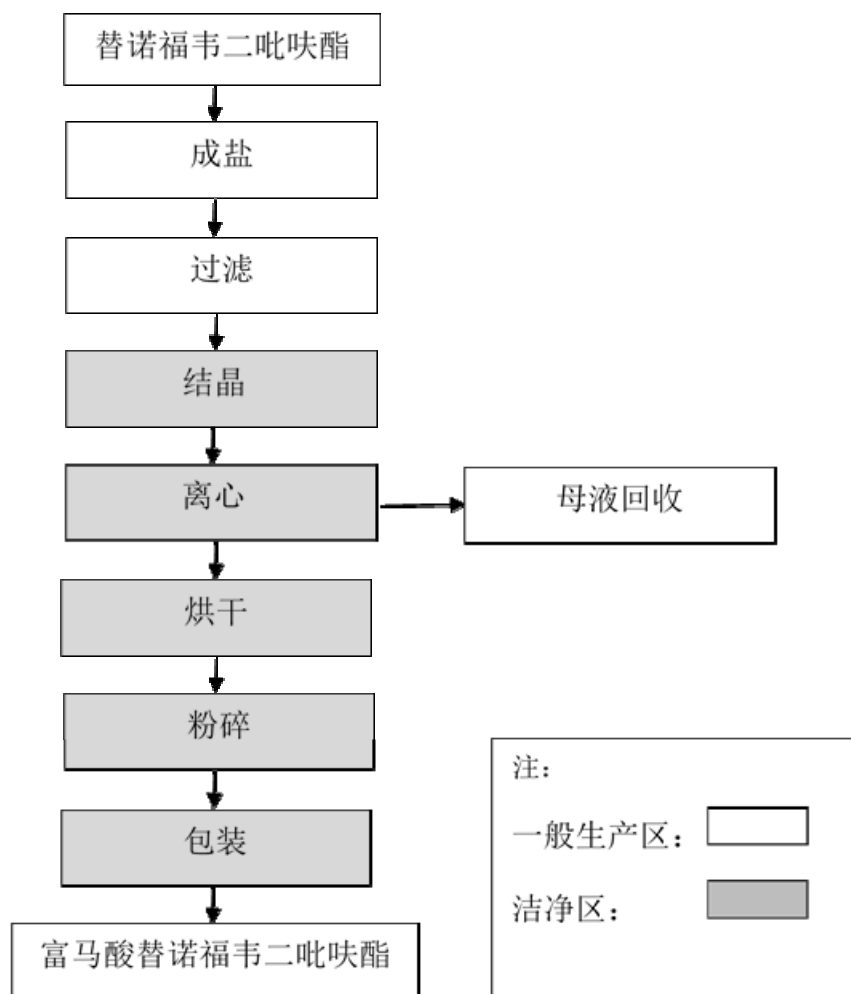 替诺福韦二吡呋酯
成盐
过滤
结晶
离心
母液回收
烘干
粉碎
包装
富马酸替诺福韦二吡呋酯
注：
一般生产区：
洁净区：